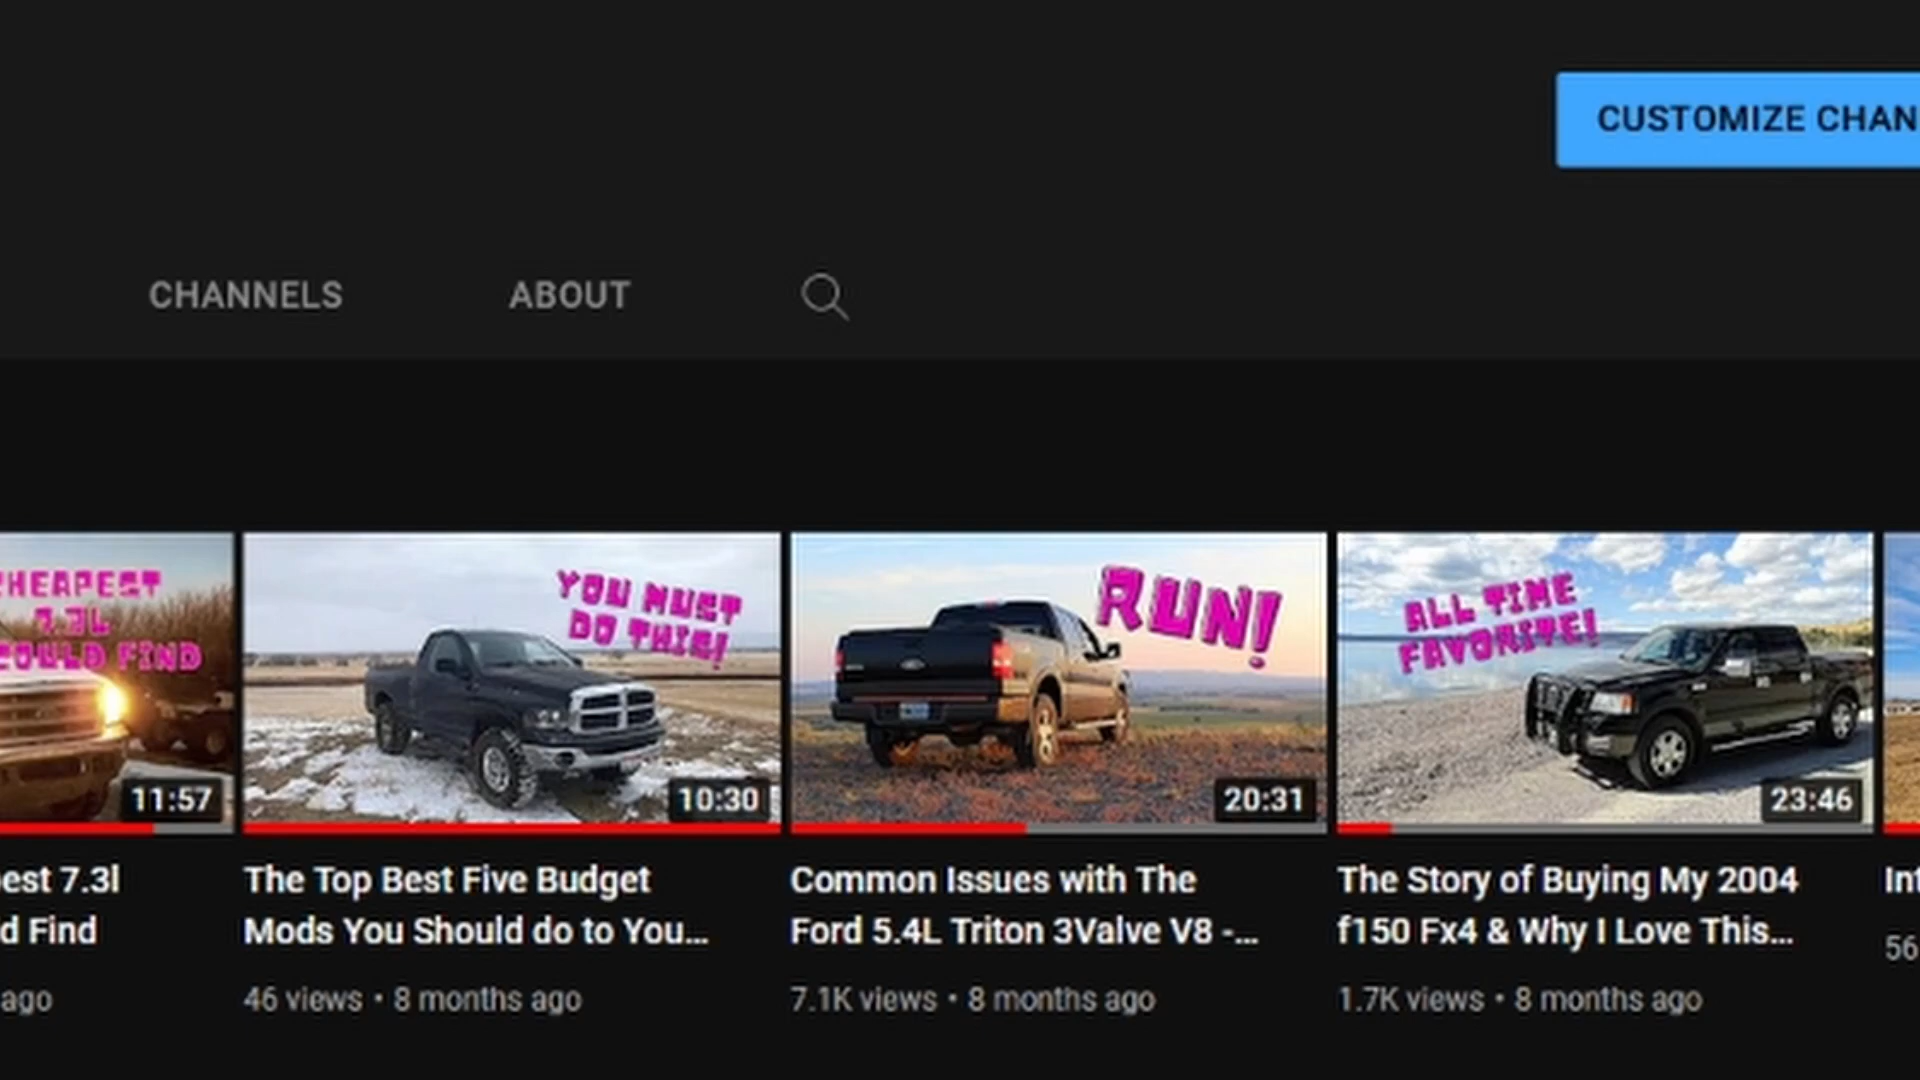 CUSTOMIZE CHAN
CHANNELS
ABOUT
HEAPEST
7.3L
COULD FIND
11:57
YOU MUST
DO THIS!
10:30
RUN!
20:31
ALL TIME
FAVORITE!
23:46
est 7.3l
d Find
ago
The Top Best Five Budget
Mods You Should do to You...
46 views • 8 months ago
Common Issues with The
Ford 5.4L Triton 3Valve V8 -...
7.1K views • 8 months ago
The Story of Buying My 2004
f150 Fx4 & Why I Love This...
1.7K views • 8 months ago
Int
56